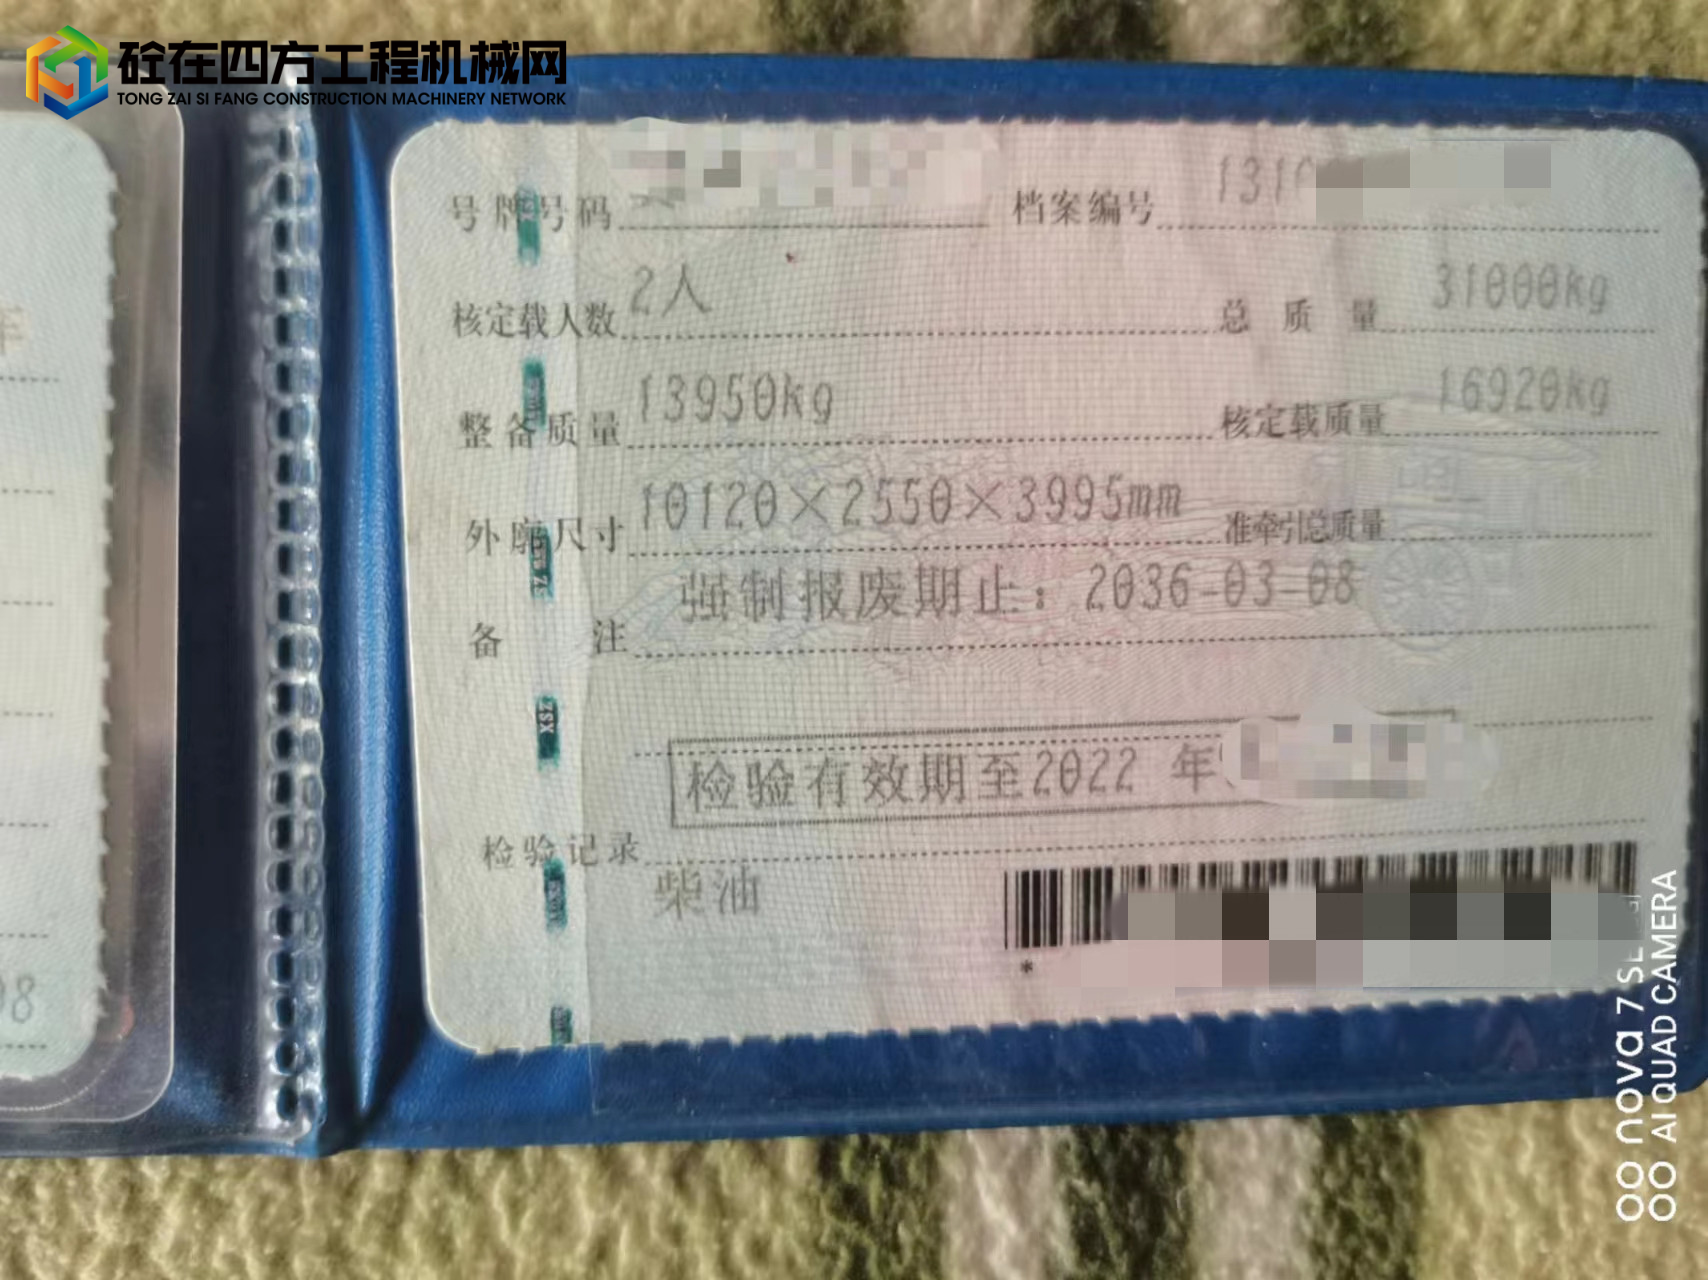 砼在四方工程机械网
TONG ZAI SI FANG CONSTRUCTION MACHINERY NETWORK
号牌号码 档案编号 131
核定载人数 2人 总质量 31000kg
整备质量 13950kg 核定载质量 16920kg
外廓尺寸 10120×2550×3995mm 准牵引总质量
备注 强制报废期止：2036-03-08
检验有效期至2022 年
检验记录
柴油
*
XSZ
年
08
nova 7 SE
AI QUAD CAMERA